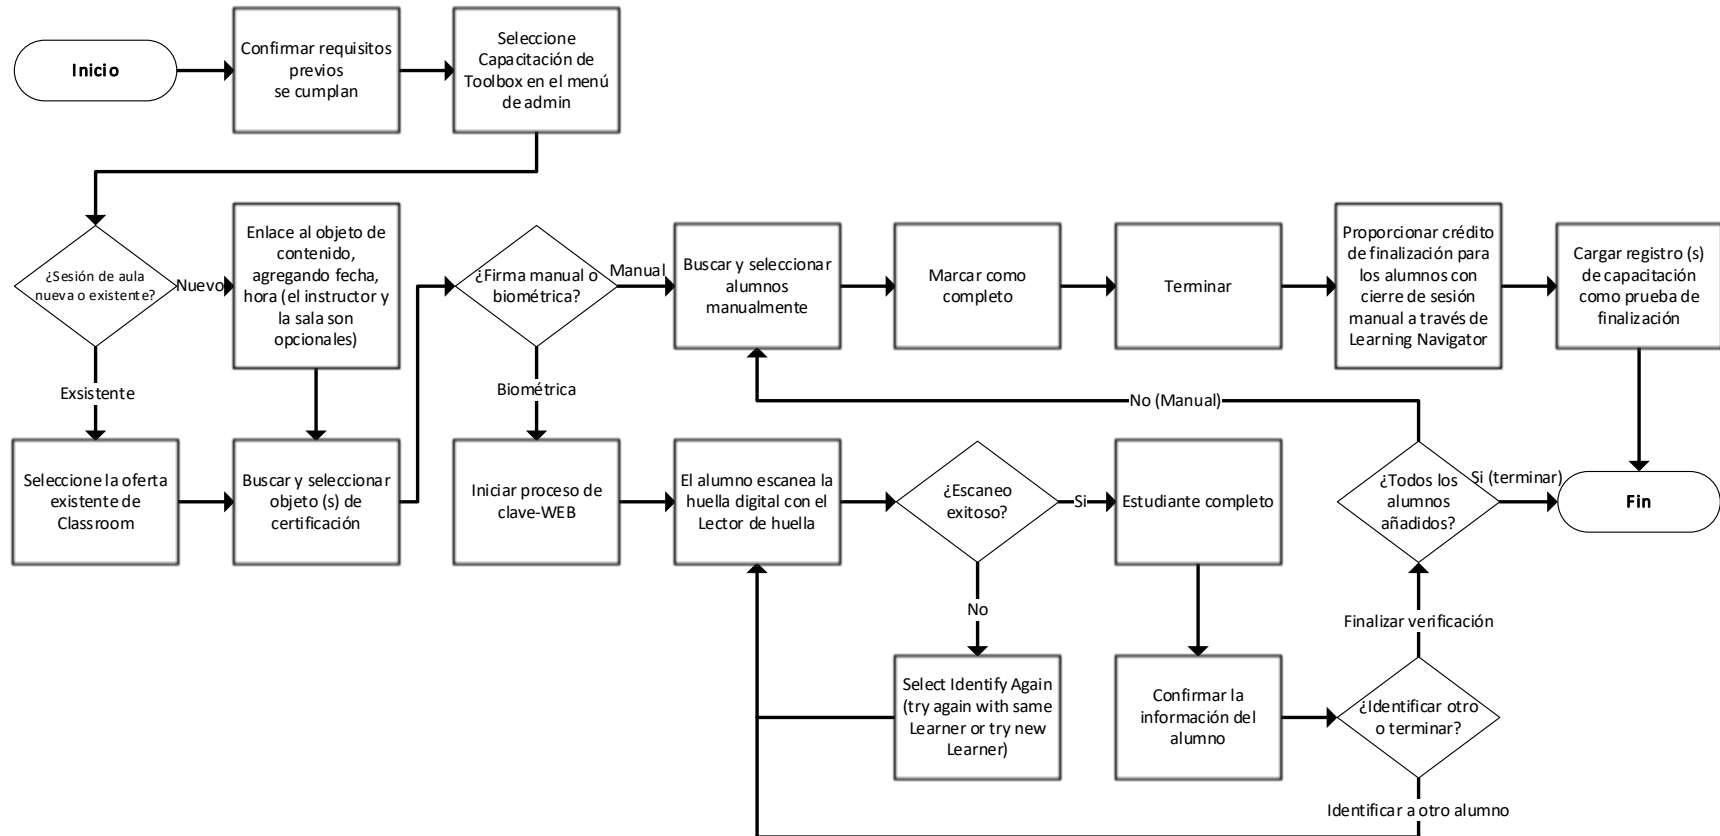 Inicio
Confirmar requisitos
previos
se cumplan
Seleccione
Capacitación de
Toolbox en el menú
de admin
¿Sesión de aula
nueva o existente?
Nuevo
Exsistente
Enlace al objeto de
contenido,
agregando fecha,
hora (el instructor y
la sala son
opcionales)
¿Firma manual o
biométrica?
Manual
Biométrica
Buscar y seleccionar
alumnos
manualmente
Marcar como
completo
Terminar
Proporcionar crédito
de finalización para
los alumnos con
cierre de sesión
manual a través de
Learning Navigator
Cargar registro (s)
de capacitación
como prueba de
finalización
No (Manual)
Seleccione la oferta
existente de
Classroom
Buscar y seleccionar
objeto (s) de
certificación
Iniciar proceso de
clave-WEB
El alumno escanea la
huella digital con el
Lector de huella
¿Escaneo
exitoso?
Si
No
Estudiante completo
¿Todos los
alumnos
añadidos?
Si (terminar)
Fin
Finalizar verificación
Select Identify Again
(try again with same
Learner or try new
Learner)
Confirmar la
información del
alumno
¿Identificar otro
o terminar?
Identificar a otro alumno